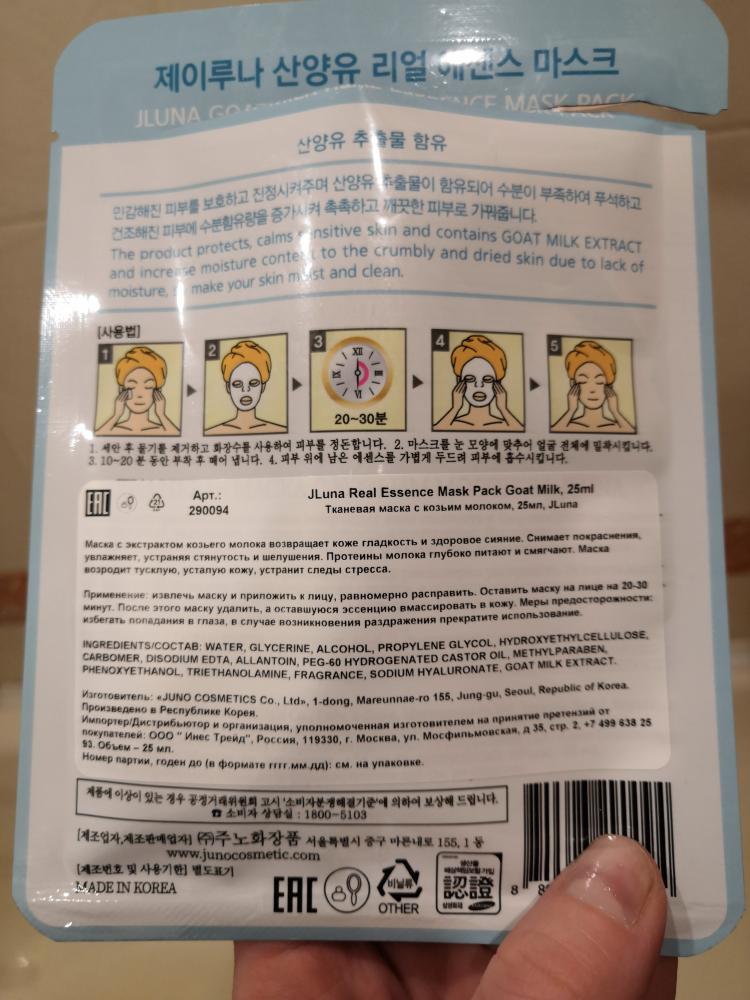 제이루나 산양유 리얼 에센스 마스크
JLUNA ESSENCE MASK PACK
산양유 추출물 함유
민감해진 피부를 보호하고 진정시켜주며 산양유 추출물이 함유되어 수분이 부족하여 푸석하고
건조해진 피부에 수분함유량을 증가시켜 촉촉하고 깨끗한 피부로 가꿔줍니다.
The product protects, calms sensitive skin and contains GOAT MILK EXTRACT
and increase moisture content to the crumbly and dried skin due to lack of
moisture, make your skin moist and clean.
[사용법]
1 2 3 4 5
20~30분
1. 세안 후 물기를 제거하고 화장수를 사용하여 피부를 정돈합니다. 2. 마스크를 눈 모양에 맞추어 얼굴 전체에 밀착시킵니다.
3. 10~20 분 동안 부착 후 떼어 냅니다. 4. 피부 위에 남은 에센스를 가볍게 두드려 피부에 흡수시킵니다.
EAC 21 Арт.: JLuna Real Essence Mask Pack Goat Milk, 25ml
290094 Тканевая маска с козьим молоком, 25мл, JLuna
Маска с экстрактом козьего молока возвращает коже гладкость и здоровое сияние. Снимает покраснения,
увлажняет, устраняя стянутость и шелушения. Протеины молока глубоко питают и смягчают. Маска
возродит тусклую, усталую кожу, устранит следы стресса.
Применение: извлечь маску и приложить к лицу, равномерно расправить. Оставить маску на лице на 20-30
минут. После этого маску удалить, а оставшуюся эссенцию вмассировать в кожу. Меры предосторожности:
избегать попадания в глаза, в случае возникновения раздражения прекратите использование.
INGREDIENTS/СОСТАВ: WATER, GLYCERINE, ALCOHOL, PROPYLENE GLYCOL, HYDROXYETHYLCELLULOSE,
CARBOMER, DISODIUM EDTA, ALLANTOIN, PEG-60 HYDROGENATED CASTOR OIL, METHYLPARABEN,
PHENOXYETHANOL, TRIETHANOLAMINE, FRAGRANCE, SODIUM HYALURONATE, GOAT MILK EXTRACT.
Изготовитель: «JUNO COSMETICS Co., Ltd», 1-dong, Mareunnae-ro 155, Jung-gu, Seoul, Republic of Korea.
Произведено в Республике Корея.
Импортер/Дистрибьютор и организация, уполномоченная изготовителем на принятие претензий от
покупателей: ООО " Инес Трейд", Россия, 119330, г. Москва, ул. Мосфильмовская, д 35, стр. 2, +7 499 638 25
93. Объем – 25 мл.
Номер партии, годен до (в формате гггг.мм.дд): см. на упаковке.
제품에 이상이 있는 경우 공정거래위원회 고시 '소비자분쟁해결기준'에 의하여 보상해 드립니다.
☎ 소비자 상담실 : 1800-5103
[제조업자,제조판매업자] ㈜주노화장품 서울특별시 중구 마른내로 155, 1 동
www.junocosmetic.com
[제조번호 및 사용기한] 별도표기
MADE IN KOREA
EAC 비닐류 OTHER
생산물 배상책임보험 가입
認證
삼성화재
8